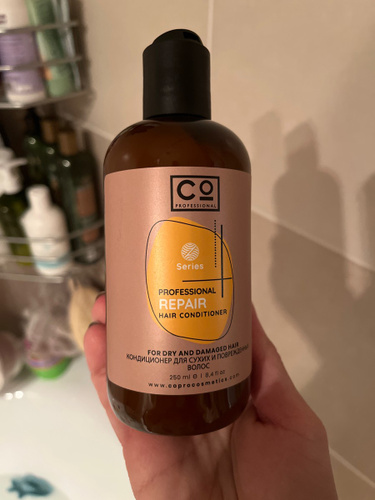 CO
PROFESSIONAL
Series
PROFESSIONAL
REPAIR
HAIR CONDITIONER
FOR DRY AND DAMAGED HAIR
КОНДИЦИОНЕР ДЛЯ СУХИХ И ПОВРЕЖДЕННЫХ
ВОЛОС
250 ml ℮ | 8,4 fl oz
www.coprocosmetics.com